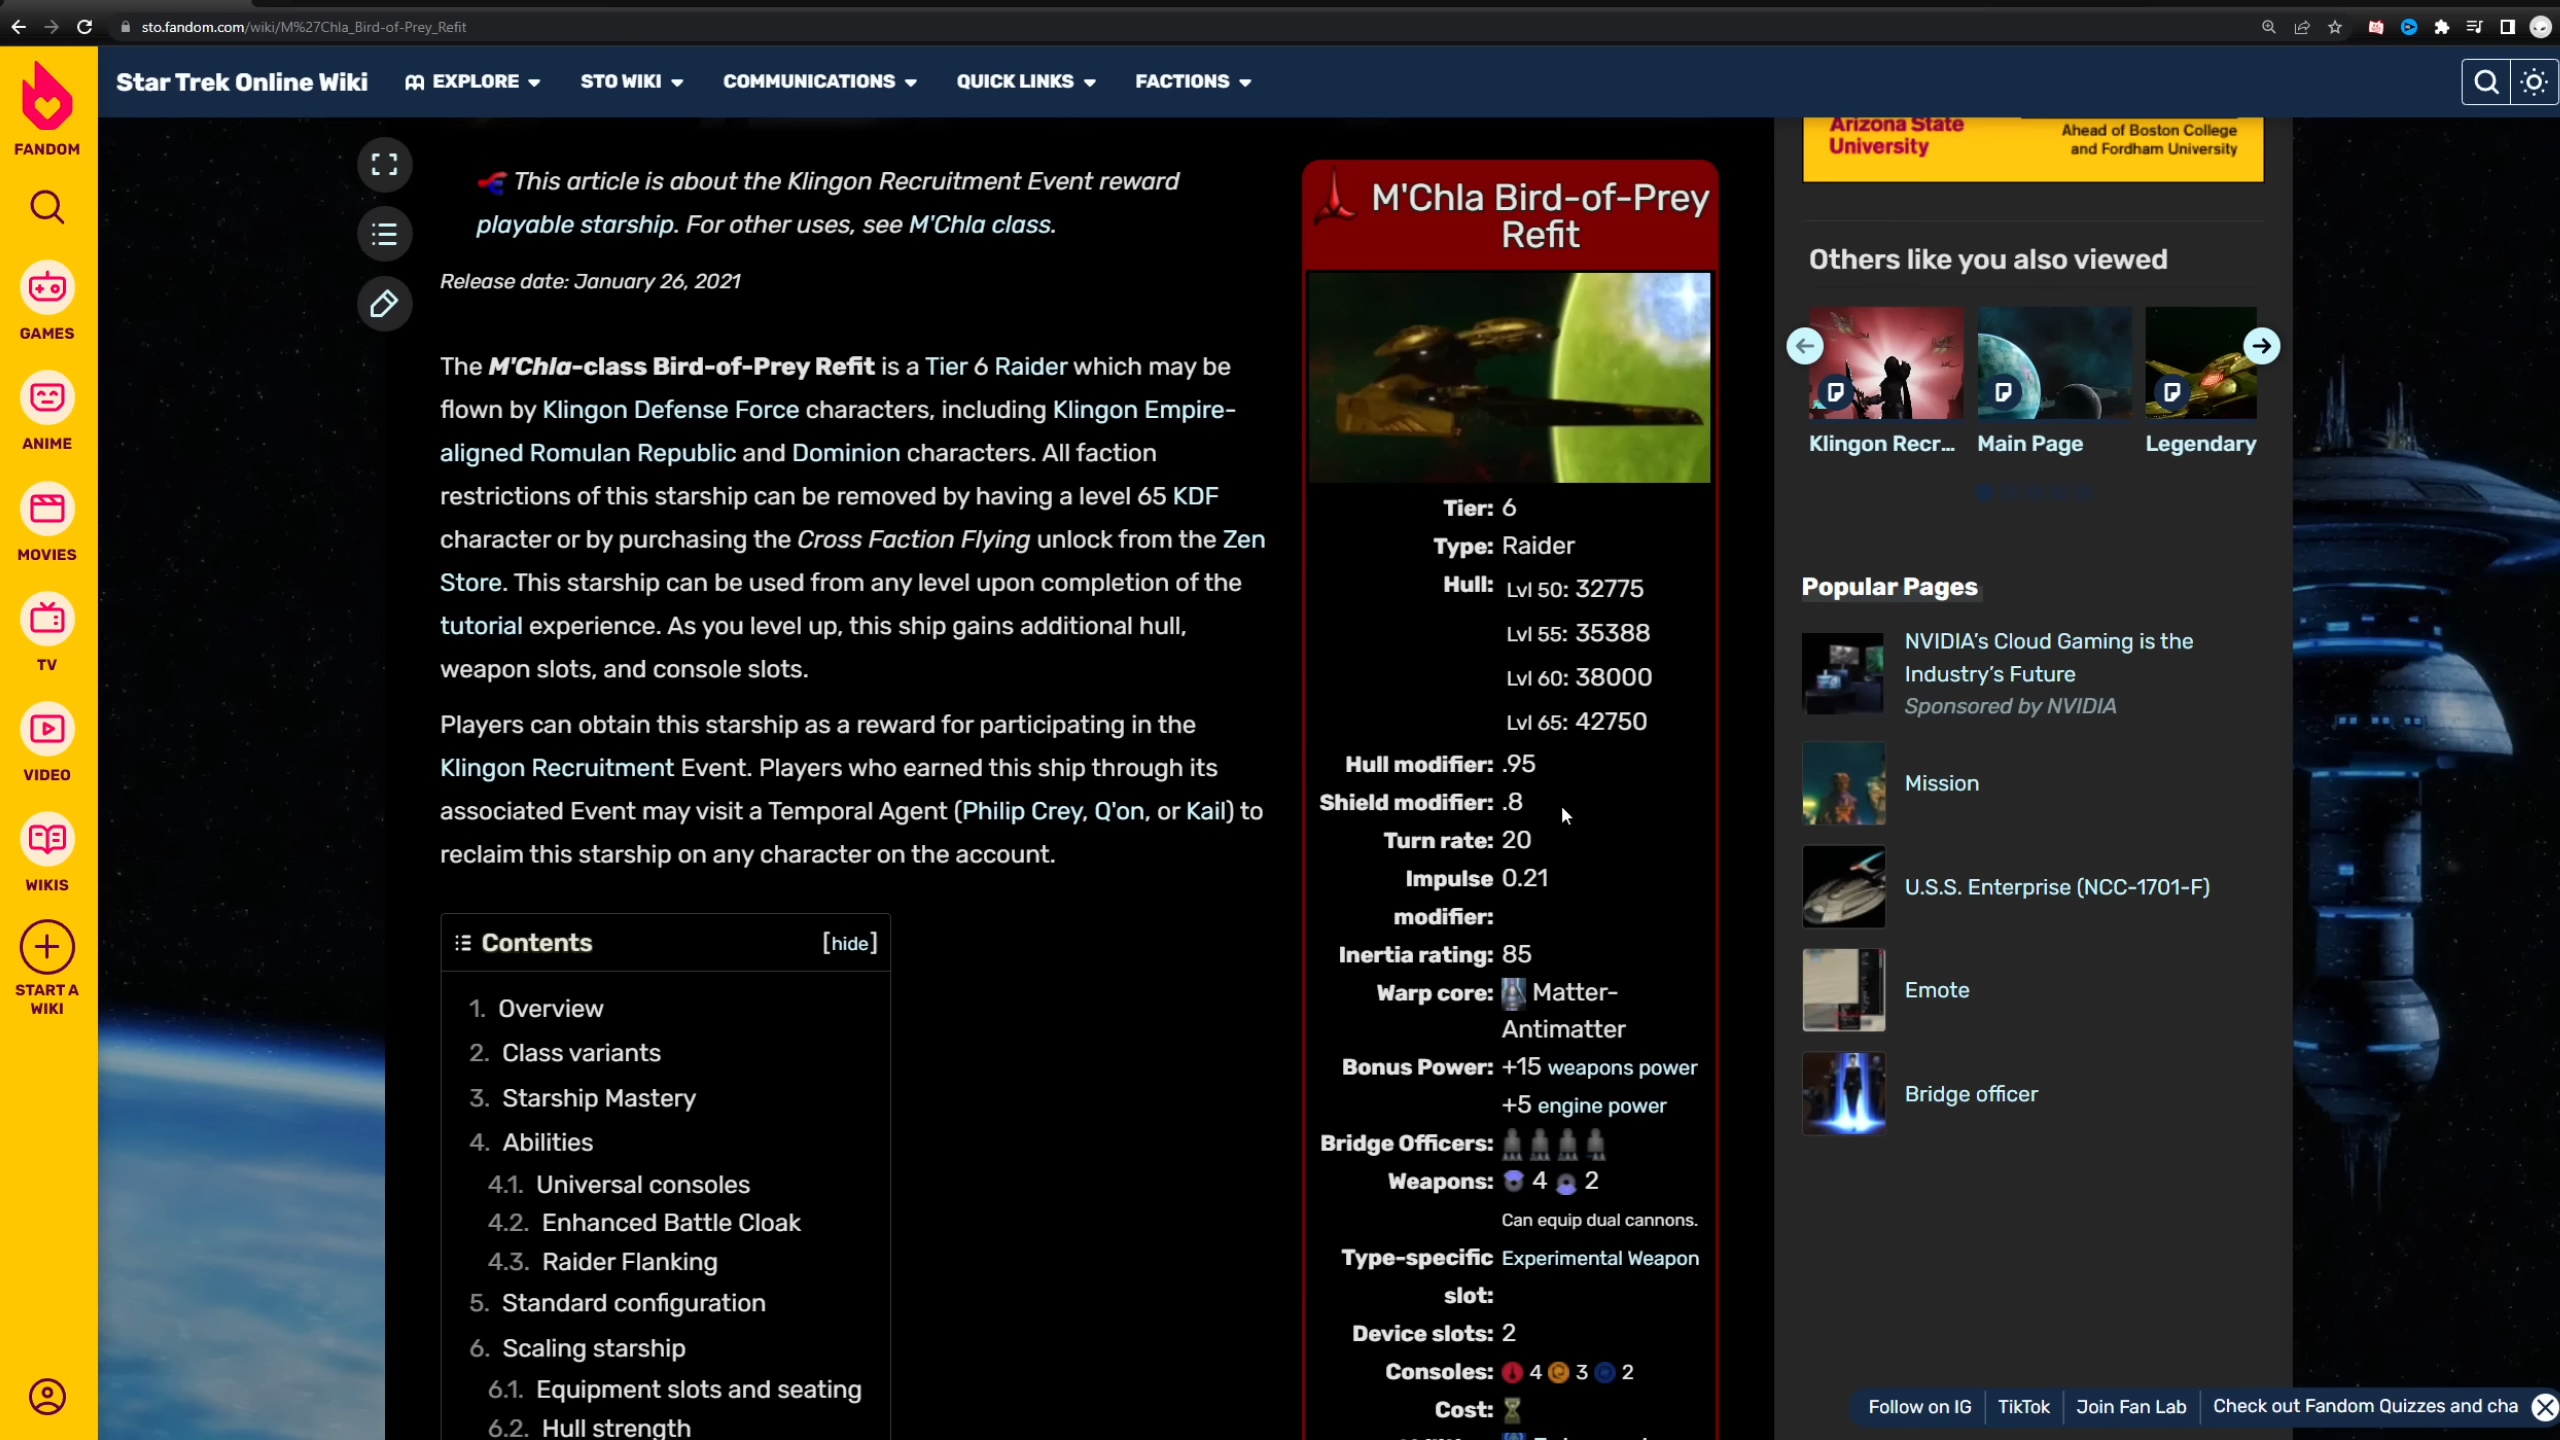 sto.fandom.com/wiki/M%27Chla_Bird-of-Prey_Refit
FANDOM
GAMES
ANIME
MOVIES
TV
VIDEO
WIKIS
START A
WIKI
Star Trek Online Wiki
EXPLORE
STO WIKI
COMMUNICATIONS
QUICK LINKS
FACTIONS
This article is about the Klingon Recruitment Event reward
playable starship. For other uses, see M'Chla class.
Release date: January 26, 2021
The M'Chla-class Bird-of-Prey Refit is a Tier 6 Raider which may be
flown by Klingon Defense Force characters, including Klingon Empire-
aligned Romulan Republic and Dominion characters. All faction
restrictions of this starship can be removed by having a level 65 KDF
character or by purchasing the Cross Faction Flying unlock from the Zen
Store. This starship can be used from any level upon completion of the
tutorial experience. As you level up, this ship gains additional hull,
weapon slots, and console slots.
Players can obtain this starship as a reward for participating in the
Klingon Recruitment Event. Players who earned this ship through its
associated Event may visit a Temporal Agent (Philip Crey, Q'on, or Kail) to
reclaim this starship on any character on the account.
Contents [hide]
1. Overview
2. Class variants
3. Starship Mastery
4. Abilities
4.1. Universal consoles
4.2. Enhanced Battle Cloak
4.3. Raider Flanking
5. Standard configuration
6. Scaling starship
6.1. Equipment slots and seating
6.2. Hull strength
M'Chla Bird-of-Prey
Refit
Tier: 6
Type: Raider
Hull: Lvl 50: 32775
Lvl 55: 35388
Lvl 60: 38000
Lvl 65: 42750
Hull modifier: .95
Shield modifier: .8
Turn rate: 20
Impulse 0.21
modifier:
Inertia rating: 85
Warp core: Matter-
Antimatter
Bonus Power: +15 weapons power
+5 engine power
Bridge Officers:
Weapons: 4 2
Can equip dual cannons.
Type-specific Experimental Weapon
slot:
Device slots: 2
Consoles: 4 3 2
Cost:
Arizona State
University
Ahead of Boston College
and Fordham University
Others like you also viewed
Klingon Recr...
Main Page
Legendary
Popular Pages
NVIDIA's Cloud Gaming is the
Industry's Future
Sponsored by NVIDIA
Mission
U.S.S. Enterprise (NCC-1701-F)
Emote
Bridge officer
Follow on IG
TikTok
Join Fan Lab
Check out Fandom Quizzes and cha